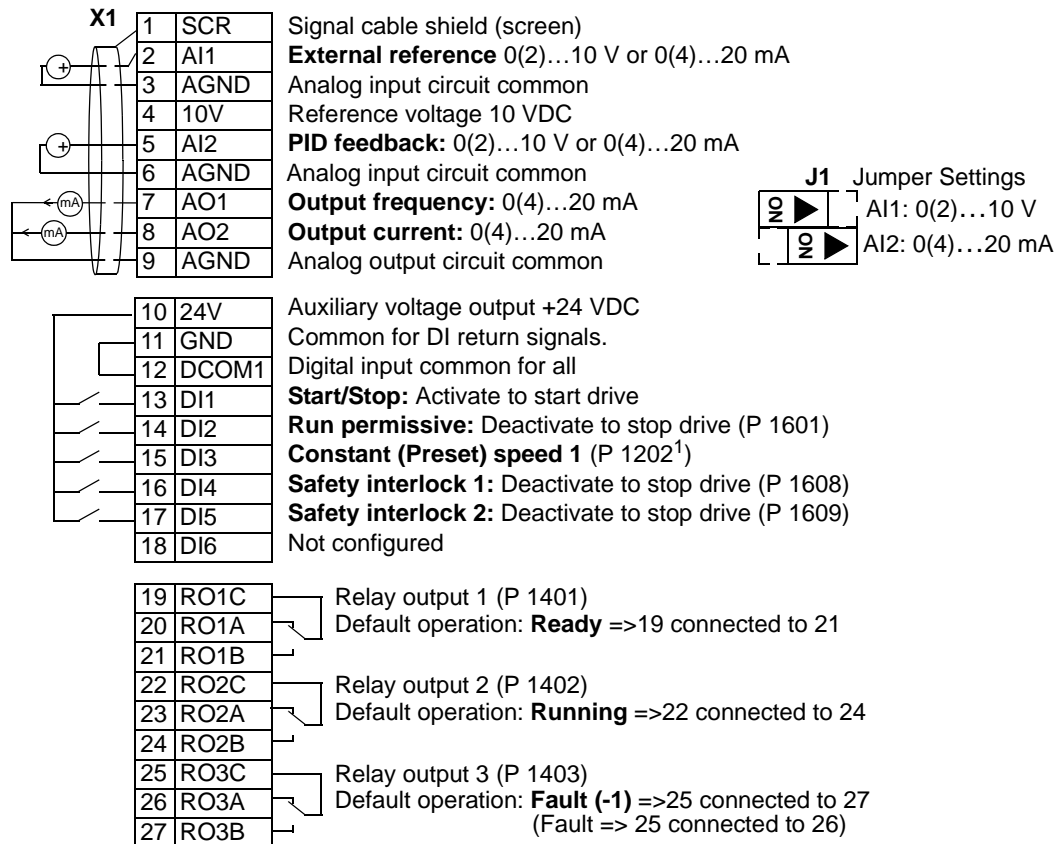 X1
1 SCR Signal cable shield (screen)
2 AI1 External reference 0(2)…10 V or 0(4)…20 mA
3 AGND Analog input circuit common
4 10V Reference voltage 10 VDC
5 AI2 PID feedback: 0(2)…10 V or 0(4)…20 mA
6 AGND Analog input circuit common
7 AO1 Output frequency: 0(4)…20 mA
8 AO2 Output current: 0(4)…20 mA
9 AGND Analog output circuit common
+
+
mA
mA
J1 Jumper Settings
ON AI1: 0(2)…10 V
ON AI2: 0(4)…20 mA
10 24V Auxiliary voltage output +24 VDC
11 GND Common for DI return signals.
12 DCOM1 Digital input common for all
13 DI1 Start/Stop: Activate to start drive
14 DI2 Run permissive: Deactivate to stop drive (P 1601)
15 DI3 Constant (Preset) speed 1 (P 1202¹)
16 DI4 Safety interlock 1: Deactivate to stop drive (P 1608)
17 DI5 Safety interlock 2: Deactivate to stop drive (P 1609)
18 DI6 Not configured
19 RO1C Relay output 1 (P 1401)
20 RO1A Default operation: Ready =>19 connected to 21
21 RO1B
22 RO2C Relay output 2 (P 1402)
23 RO2A Default operation: Running =>22 connected to 24
24 RO2B
25 RO3C Relay output 3 (P 1403)
26 RO3A Default operation: Fault (-1) =>25 connected to 27
27 RO3B (Fault => 25 connected to 26)